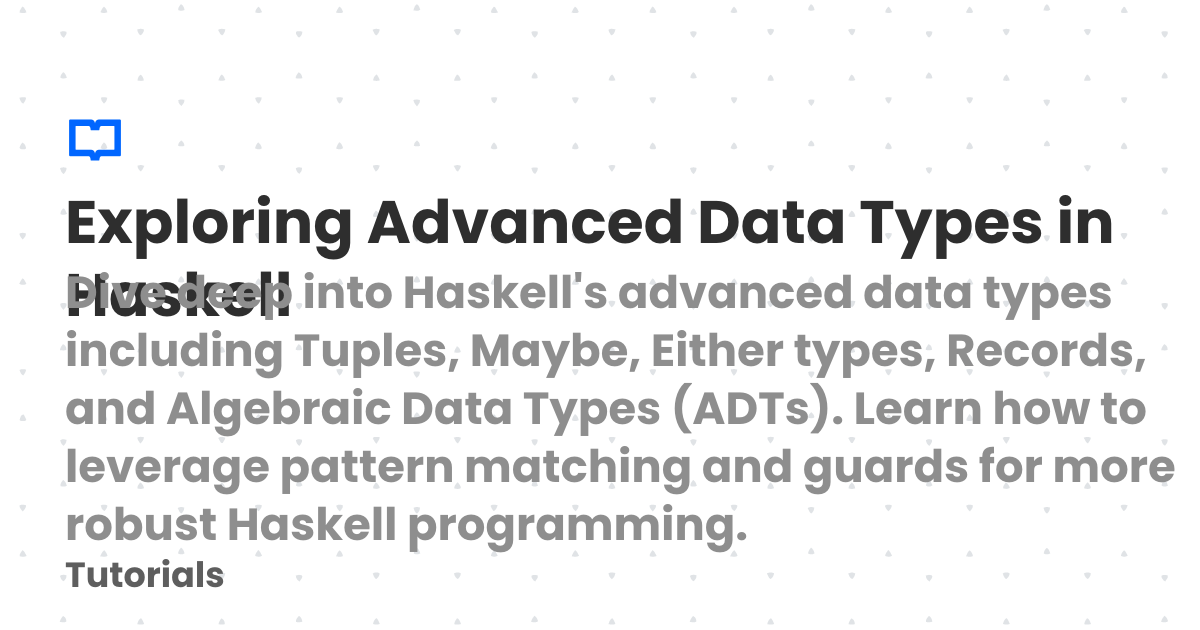 Exploring Advanced Data Types in
Haskell
Dive deep into Haskell's advanced data types
including Tuples, Maybe, Either types, Records,
and Algebraic Data Types (ADTs). Learn how to
leverage pattern matching and guards for more
robust Haskell programming.
Tutorials